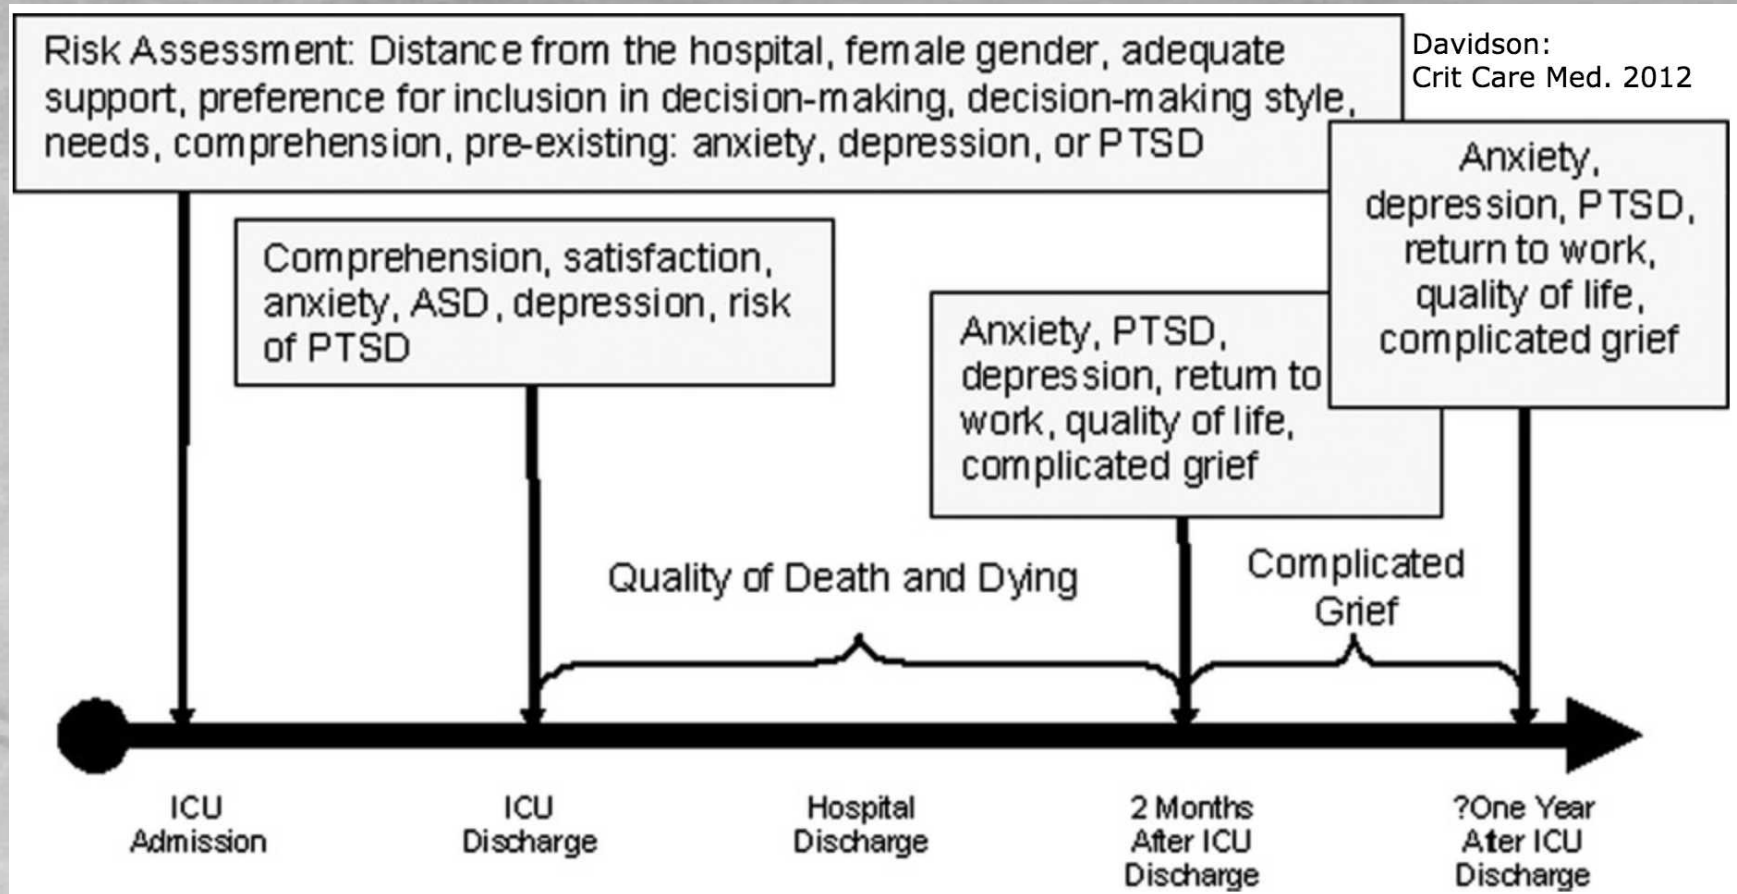 Risk Assessment: Distance from the hospital, female gender, adequate
support, preference for inclusion in decision-making, decision-making style,
needs, comprehension, pre-existing: anxiety, depression, or PTSD
Davidson:
Crit Care Med. 2012
Comprehension, satisfaction,
anxiety, ASD, depression, risk
of PTSD
Anxiety, PTSD,
depression, return to
work, quality of life,
complicated grief
Anxiety,
depression, PTSD,
return to work,
quality of life,
complicated grief
Quality of Death and Dying
Complicated
Grief
ICU
Admission
ICU
Discharge
Hospital
Discharge
2 Months
After ICU
Discharge
?One Year
Ater ICU
Discharge